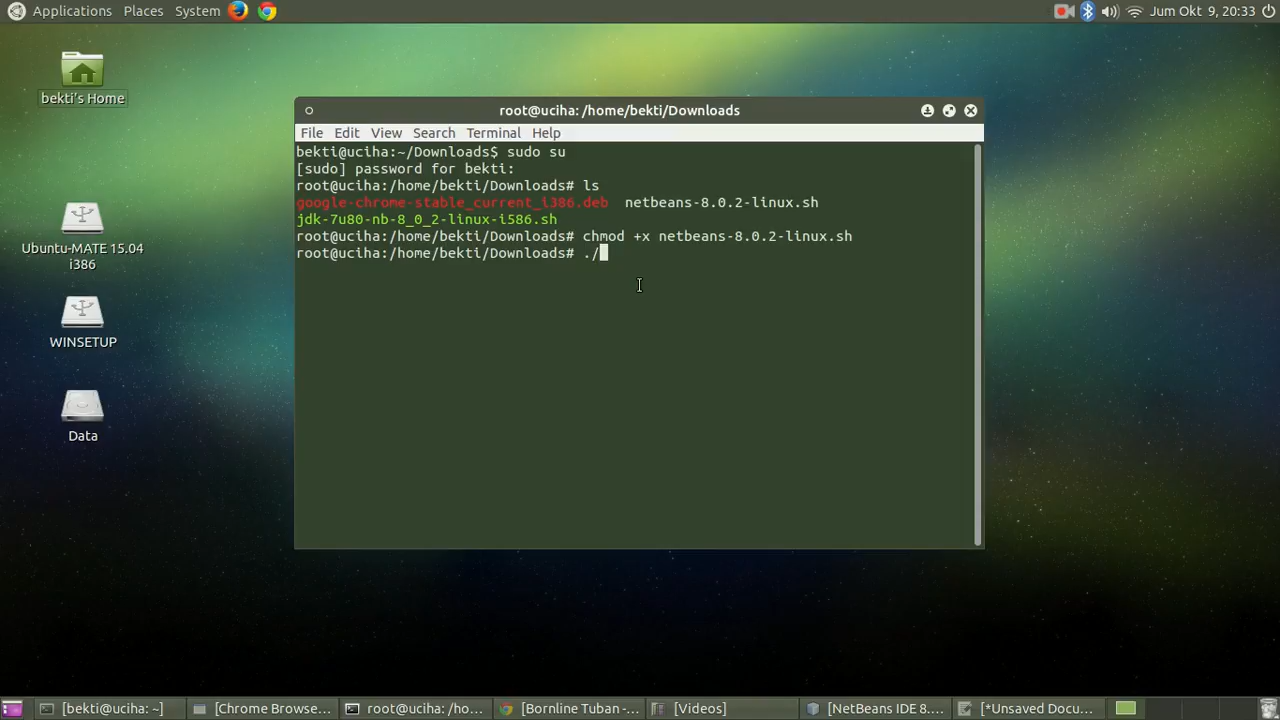 Applications Places System Jum Okt 9, 20:33
bekti's Home
Ubuntu-MATE 15.04
i386
WINSETUP
Data
root@uciha: /home/bekti/Downloads
File Edit View Search Terminal Help
bekti@uciha:~/Downloads$ sudo su
[sudo] password for bekti:
root@uciha:/home/bekti/Downloads# ls
google-chrome-stable_current_i386.deb netbeans-8.0.2-linux.sh
jdk-7u80-nb-8_0_2-linux-i586.sh
root@uciha:/home/bekti/Downloads# chmod +x netbeans-8.0.2-linux.sh
root@uciha:/home/bekti/Downloads# ./
[bekti@uciha: ~] [Chrome Browse... root@uciha: /ho... [Bornline Tuban -... [Videos] [NetBeans IDE 8.... [*Unsaved Docu...